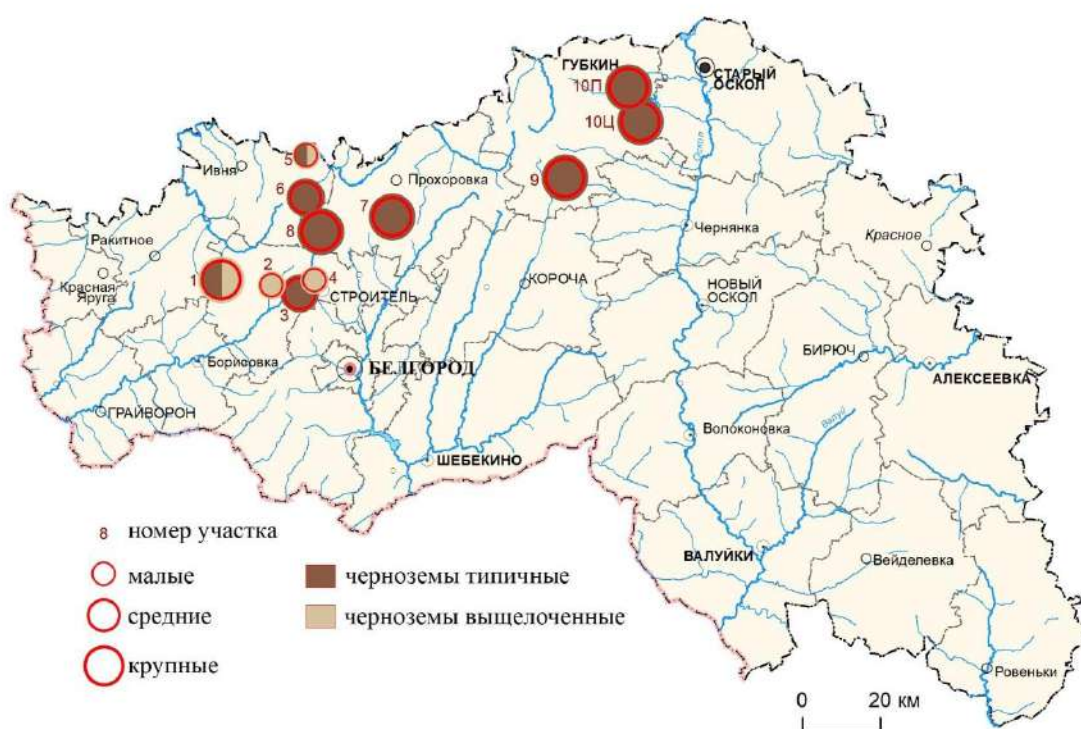 ГУБКИН
СТАРЫЙ
ОСКОЛ
10П
10Ц
Оскол
5
Ивня
6
Прохоровка
9
7
8
Чернянка
Красное
Ракитное
Красная
Яруга
1
2
4
КОРОЧА
СТРОИТЕЛЬ
3
НОВЫЙ
ОСКОЛ
Борисовка
БЕЛГОРОД
БИРЮЧ
АЛЕКСЕЕВКА
ГРАЙВОРОН
Волоконовка
Валуй
ШЕБЕКИНО
ВАЛУЙКИ
Вейделевка
Ровеньки
8 номер участка
малые
средние
крупные
черноземы типичные
черноземы выщелоченные
0 20 км